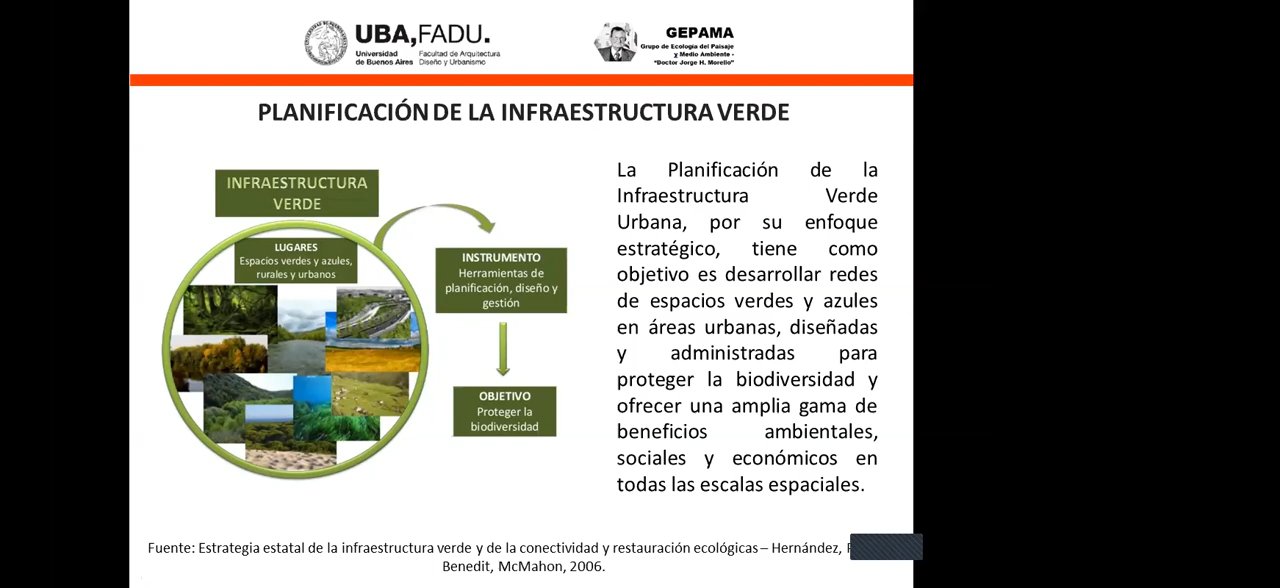 UBA,FADU.
Universidad
de Buenos Aires
Facultad de Arquitectura
Diseño y Urbanismo
GEPAMA
Grupo de Ecología del Paisaje
y Medio Ambiente -
"Doctor Jorge H. Morello"
PLANIFICACIÓN DE LA INFRAESTRUCTURA VERDE
INFRAESTRUCTURA
VERDE
LUGARES
Espacios verdes y azules,
rurales y urbanos
INSTRUMENTO
Herramientas de
planificación, diseño y
gestión
OBJETIVO
Proteger la
biodiversidad
La Planificación de la
Infraestructura Verde
Urbana, por su enfoque
estratégico, tiene como
objetivo es desarrollar redes
de espacios verdes y azules
en áreas urbanas, diseñadas
y administradas para
proteger la biodiversidad y
ofrecer una amplia gama de
beneficios ambientales,
sociales y económicos en
todas las escalas espaciales.
Fuente: Estrategia estatal de la infraestructura verde y de la conectividad y restauración ecológicas – Hernández,
Benedit, McMahon, 2006.